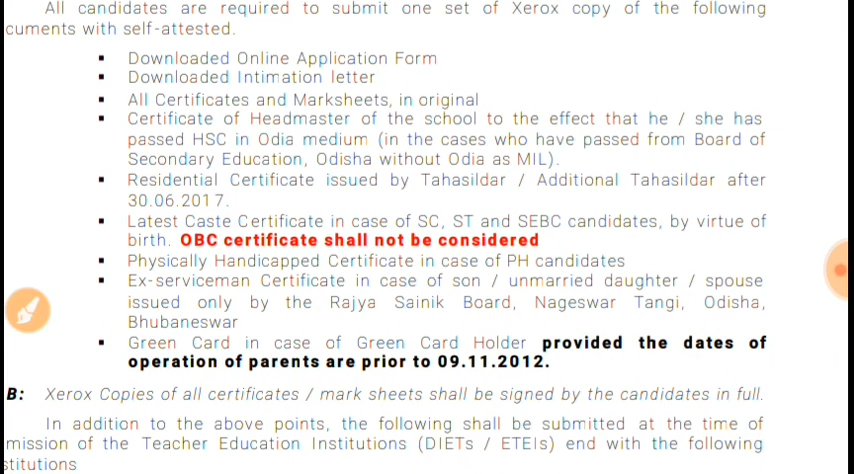 All candidates are required to submit one set of Xerox copy of the following
cuments with self-attested.
▪ Downloaded Online Application Form
▪ Downloaded Intimation letter
▪ All Certificates and Marksheets, in original
▪ Certificate of Headmaster of the school to the effect that he / she has
passed HSC in Odia medium (in the cases who have passed from Board of
Secondary Education, Odisha without Odia as MIL).
▪ Residential Certificate issued by Tahasildar / Additional Tahasildar after
30.06.2017.
▪ Latest Caste Certificate in case of SC, ST and SEBC candidates, by virtue of
birth. OBC certificate shall not be considered
▪ Physically Handicapped Certificate in case of PH candidates
▪ Ex-serviceman Certificate in case of son / unmarried daughter / spouse
issued only by the Rajya Sainik Board, Nageswar Tangi, Odisha,
Bhubaneswar
▪ Green Card in case of Green Card Holder provided the dates of
operation of parents are prior to 09.11.2012.
B: Xerox Copies of all certificates / mark sheets shall be signed by the candidates in full.
In addition to the above points, the following shall be submitted at the time of
mission of the Teacher Education Institutions (DIETs / ETEIs) end with the following
stitutions